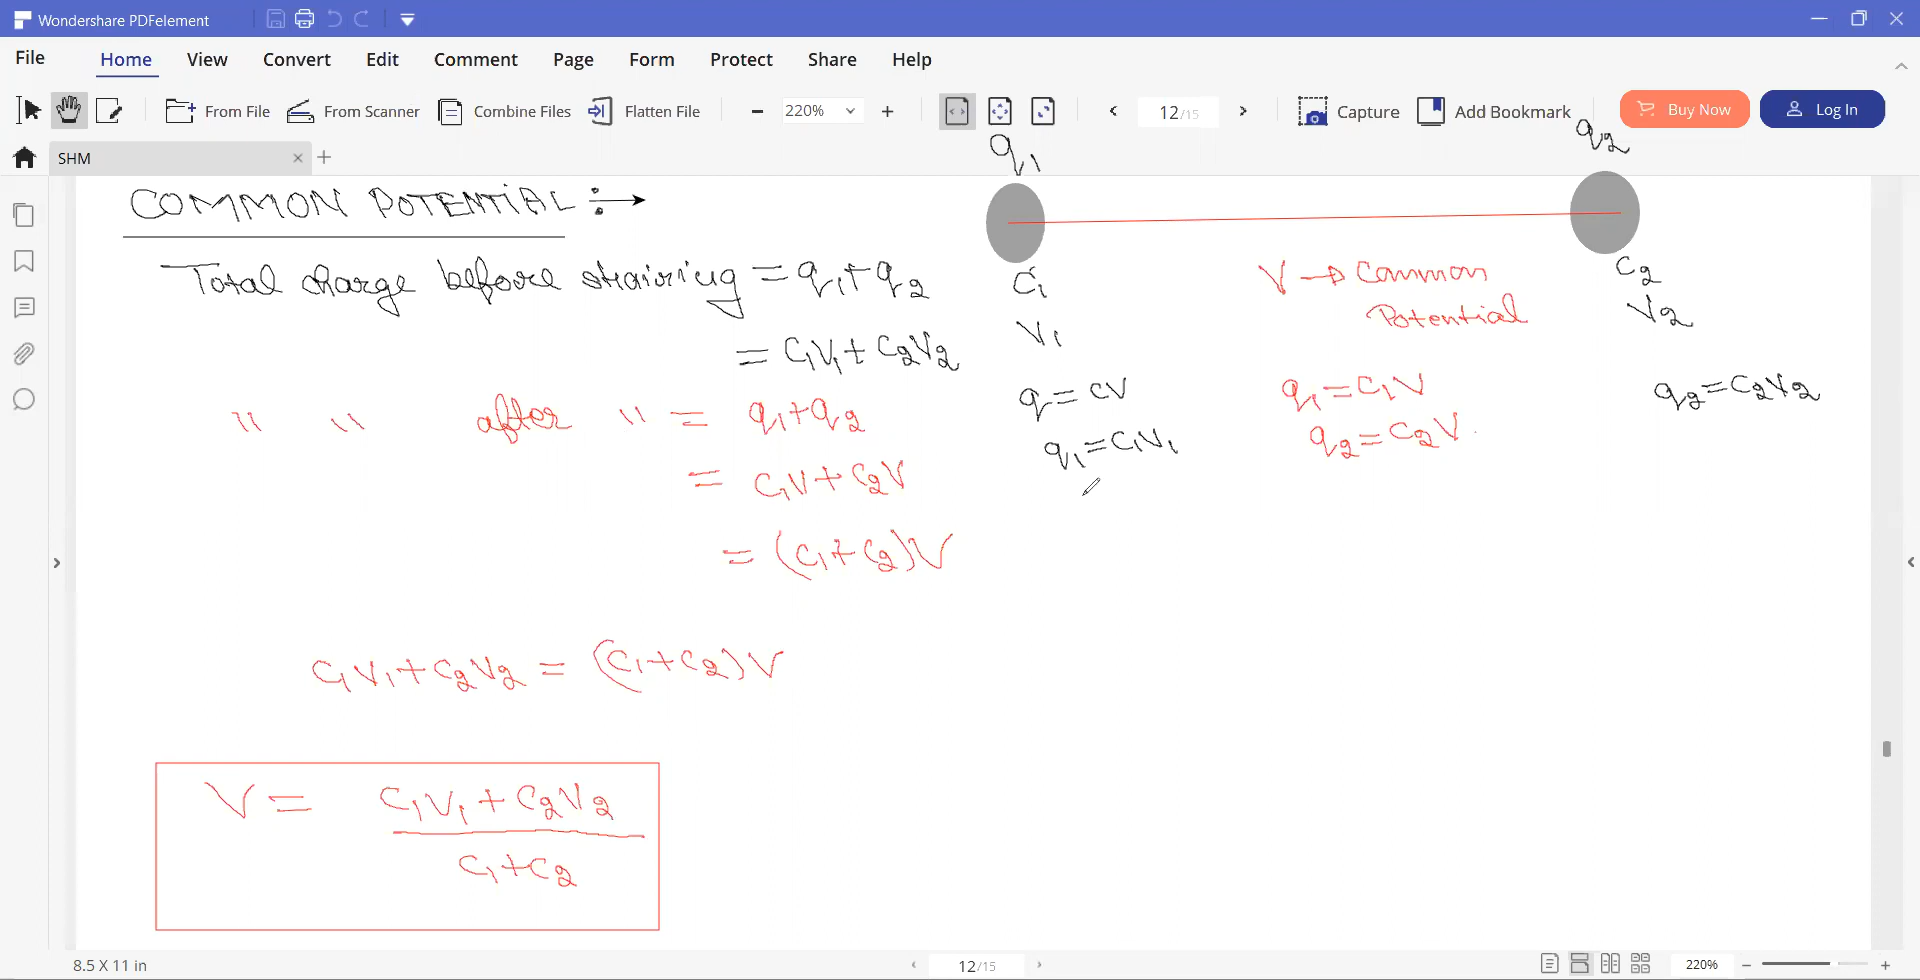 Wondershare PDFelement
File Home View Convert Edit Comment Page Form Protect Share Help
From File From Scanner Combine Files Flatten File 220% 12/15 Capture Add Bookmark Buy Now Log In
SHM
q1 q2
COMMON POTENTIAL :→
Total charge before shairing = q1+q2
= C1V1 + C2V2
" " after " = q1+q2
= C1V + C2V
= (C1+C2)V
C1
V1
q = CV
q1 = C1V1
V → Common
Potential
q1 = C1V
q2 = C2V
C2
V2
q2 = C2V2
C1V1 + C2V2 = (C1+C2)V
V = C1V1 + C2V2
C1+C2
8.5 X 11 in 12/15 220%